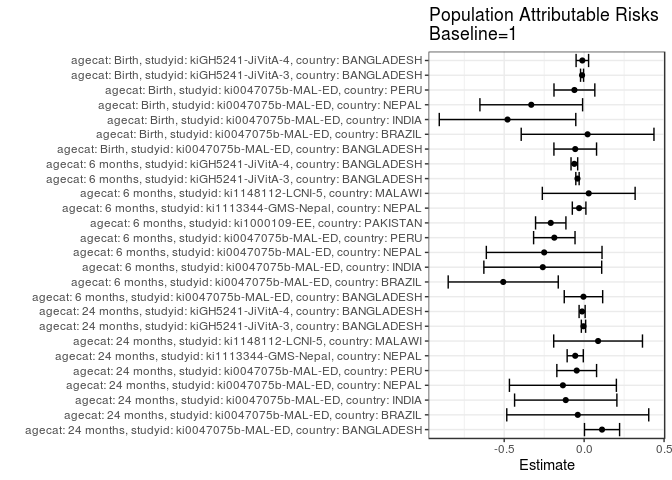 Population Attributable Risks
Baseline=1
agecat: Birth, studyid: kiGH5241-JiVitA-4, country: BANGLADESH
agecat: Birth, studyid: kiGH5241-JiVitA-3, country: BANGLADESH
agecat: Birth, studyid: ki0047075b-MAL-ED, country: PERU
agecat: Birth, studyid: ki0047075b-MAL-ED, country: NEPAL
agecat: Birth, studyid: ki0047075b-MAL-ED, country: INDIA
agecat: Birth, studyid: ki0047075b-MAL-ED, country: BRAZIL
agecat: Birth, studyid: ki0047075b-MAL-ED, country: BANGLADESH
agecat: 6 months, studyid: kiGH5241-JiVitA-4, country: BANGLADESH
agecat: 6 months, studyid: kiGH5241-JiVitA-3, country: BANGLADESH
agecat: 6 months, studyid: ki1148112-LCNI-5, country: MALAWI
agecat: 6 months, studyid: ki1113344-GMS-Nepal, country: NEPAL
agecat: 6 months, studyid: ki1000109-EE, country: PAKISTAN
agecat: 6 months, studyid: ki0047075b-MAL-ED, country: PERU
agecat: 6 months, studyid: ki0047075b-MAL-ED, country: NEPAL
agecat: 6 months, studyid: ki0047075b-MAL-ED, country: INDIA
agecat: 6 months, studyid: ki0047075b-MAL-ED, country: BRAZIL
agecat: 6 months, studyid: ki0047075b-MAL-ED, country: BANGLADESH
agecat: 24 months, studyid: kiGH5241-JiVitA-4, country: BANGLADESH
agecat: 24 months, studyid: kiGH5241-JiVitA-3, country: BANGLADESH
agecat: 24 months, studyid: ki1148112-LCNI-5, country: MALAWI
agecat: 24 months, studyid: ki1113344-GMS-Nepal, country: NEPAL
agecat: 24 months, studyid: ki0047075b-MAL-ED, country: PERU
agecat: 24 months, studyid: ki0047075b-MAL-ED, country: NEPAL
agecat: 24 months, studyid: ki0047075b-MAL-ED, country: INDIA
agecat: 24 months, studyid: ki0047075b-MAL-ED, country: BRAZIL
agecat: 24 months, studyid: ki0047075b-MAL-ED, country: BANGLADESH
-0.5 0.0 0.5
Estimate